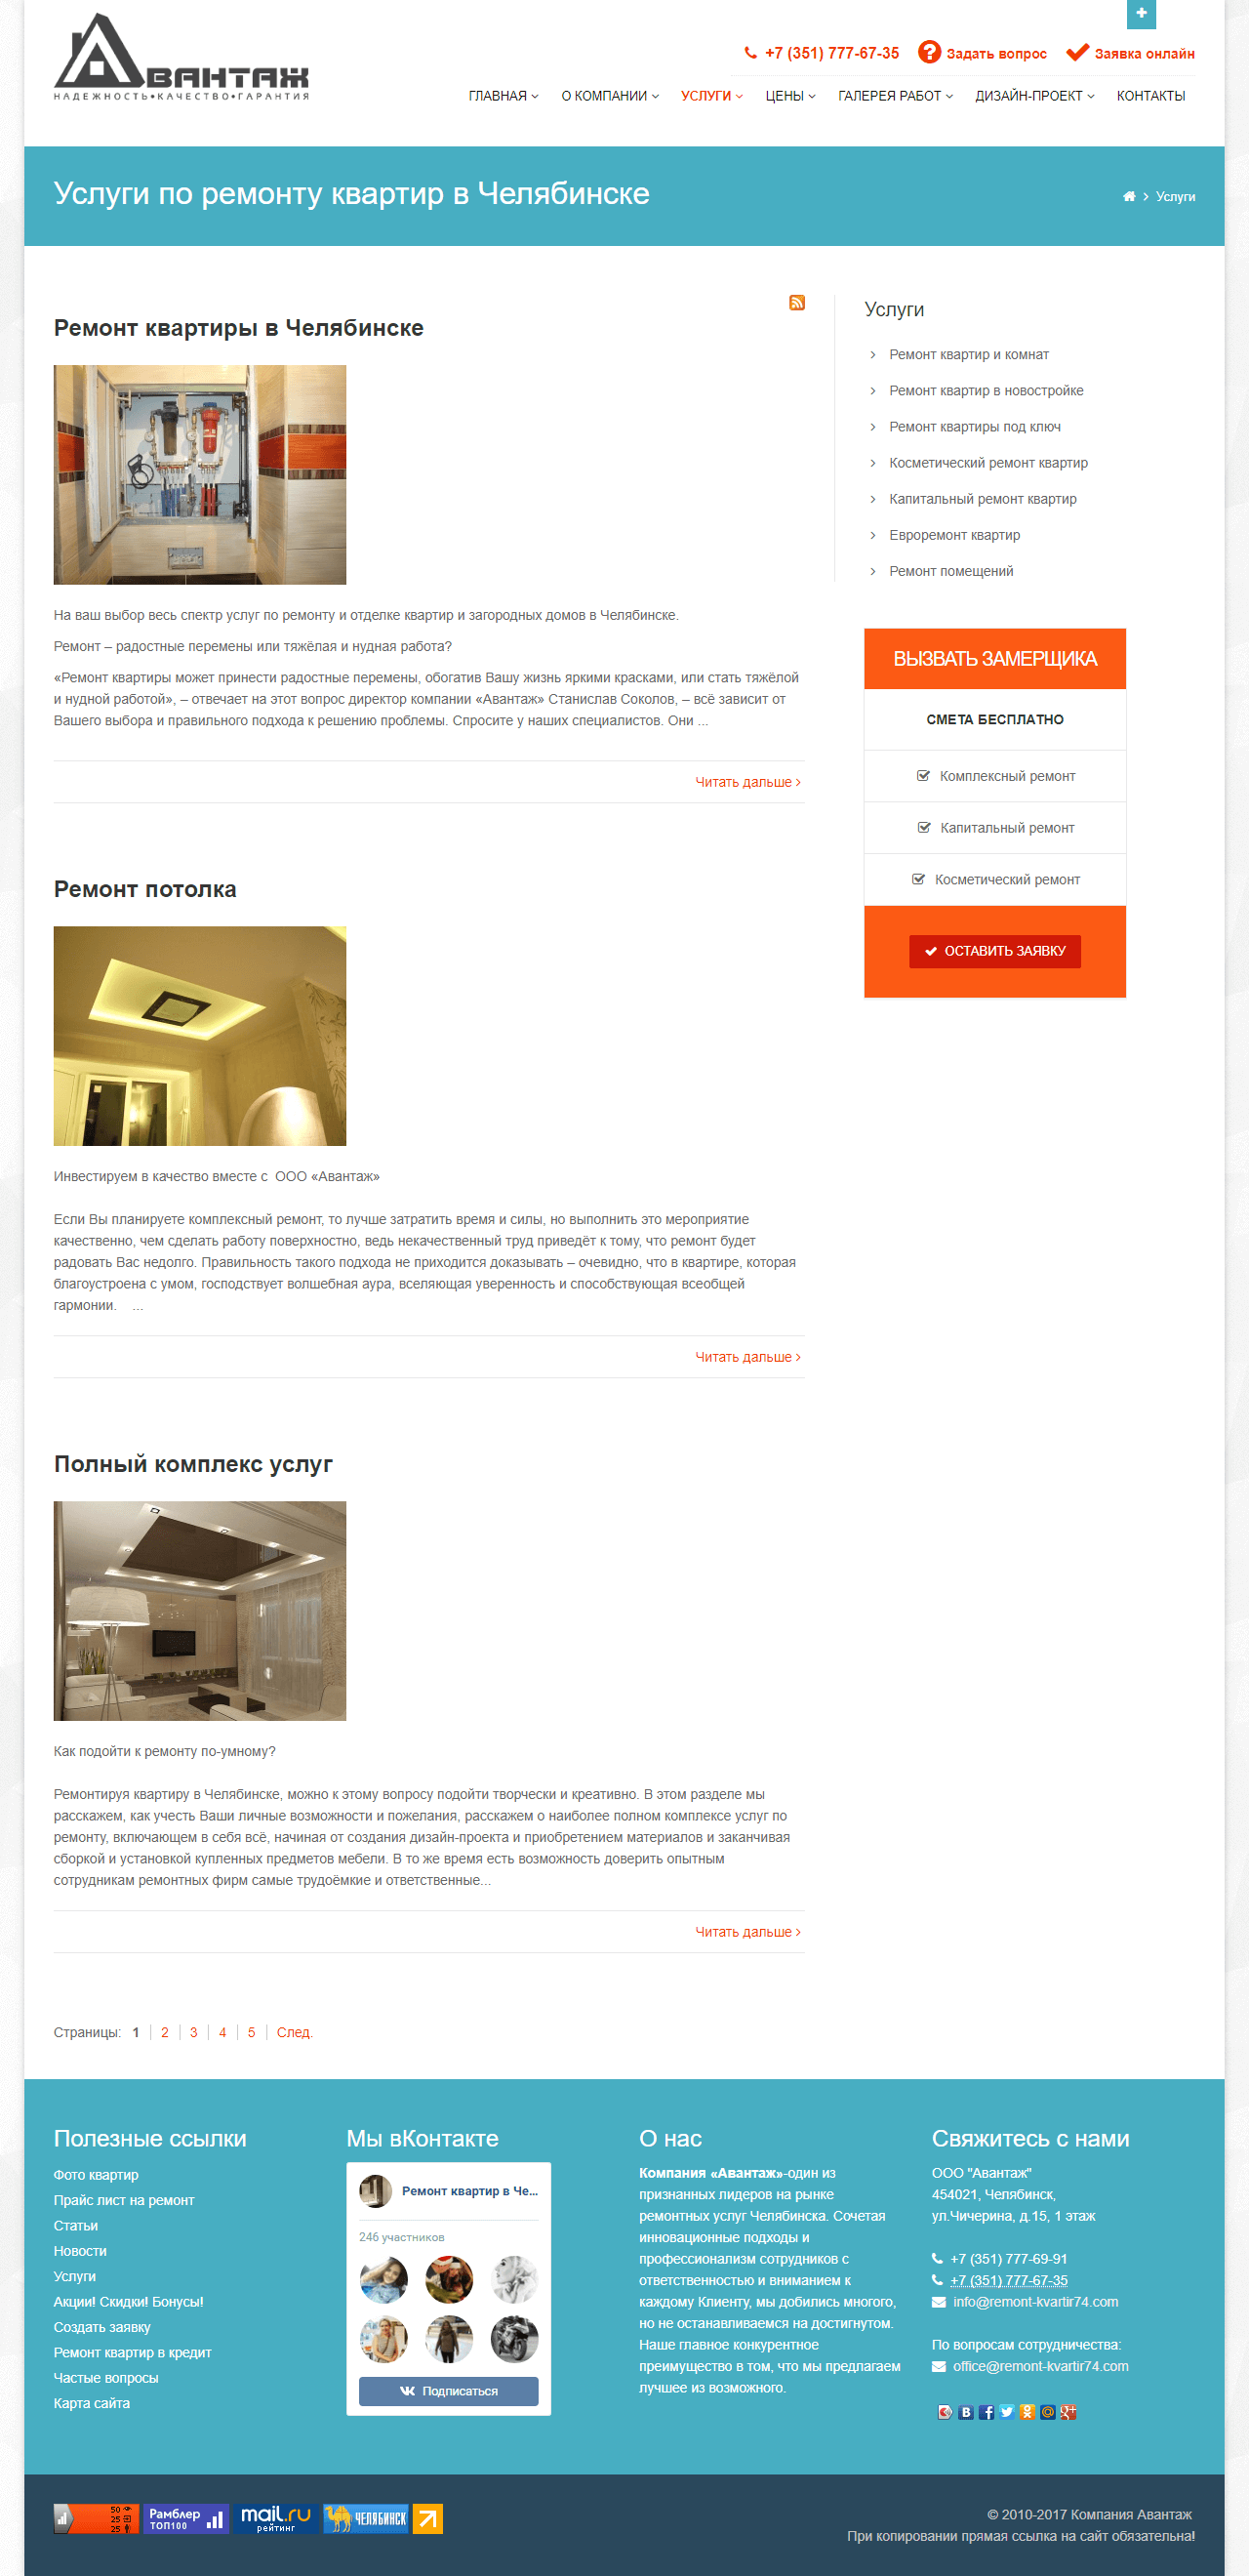 АВАНТАЖ
НАДЕЖНОСТЬ•КАЧЕСТВО•ГАРАНТИЯ
+7 (351) 777-67-35 Задать вопрос Заявка онлайн
ГЛАВНАЯ О КОМПАНИИ УСЛУГИ ЦЕНЫ ГАЛЕРЕЯ РАБОТ ДИЗАЙН-ПРОЕКТ КОНТАКТЫ
Услуги по ремонту квартир в Челябинске
Услуги
Ремонт квартиры в Челябинске
На ваш выбор весь спектр услуг по ремонту и отделке квартир и загородных домов в Челябинске.
Ремонт – радостные перемены или тяжёлая и нудная работа?
«Ремонт квартиры может принести радостные перемены, обогатив Вашу жизнь яркими красками, или стать тяжёлой
и нудной работой», – отвечает на этот вопрос директор компании «Авантаж» Станислав Соколов, – всё зависит от
Вашего выбора и правильного подхода к решению проблемы. Спросите у наших специалистов. Они ...
Читать дальше
Ремонт потолка
Инвестируем в качество вместе с ООО «Авантаж»
Если Вы планируете комплексный ремонт, то лучше затратить время и силы, но выполнить это мероприятие
качественно, чем сделать работу поверхностно, ведь некачественный труд приведёт к тому, что ремонт будет
радовать Вас недолго. Правильность такого подхода не приходится доказывать – очевидно, что в квартире, которая
благоустроена с умом, господствует волшебная аура, вселяющая уверенность и способствующая всеобщей
гармонии. ...
Читать дальше
Полный комплекс услуг
Как подойти к ремонту по-умному?
Ремонтируя квартиру в Челябинске, можно к этому вопросу подойти творчески и креативно. В этом разделе мы
расскажем, как учесть Ваши личные возможности и пожелания, расскажем о наиболее полном комплексе услуг по
ремонту, включающем в себя всё, начиная от создания дизайн-проекта и приобретением материалов и заканчивая
сборкой и установкой купленных предметов мебели. В то же время есть возможность доверить опытным
сотрудникам ремонтных фирм самые трудоёмкие и ответственные...
Читать дальше
Страницы: 1 2 3 4 5 След.
Услуги
Ремонт квартир и комнат
Ремонт квартир в новостройке
Ремонт квартиры под ключ
Косметический ремонт квартир
Капитальный ремонт квартир
Евроремонт квартир
Ремонт помещений
ВЫЗВАТЬ ЗАМЕРЩИКА
СМЕТА БЕСПЛАТНО
Комплексный ремонт
Капитальный ремонт
Косметический ремонт
ОСТАВИТЬ ЗАЯВКУ
Полезные ссылки
Фото квартир
Прайс лист на ремонт
Статьи
Новости
Услуги
Акции! Скидки! Бонусы!
Создать заявку
Ремонт квартир в кредит
Частые вопросы
Карта сайта
Мы вКонтакте
Ремонт квартир в Че...
246 участников
Подписаться
О нас
Компания «Авантаж»-один из
признанных лидеров на рынке
ремонтных услуг Челябинска. Сочетая
инновационные подходы и
профессионализм сотрудников с
ответственностью и вниманием к
каждому Клиенту, мы добились многого,
но не останавливаемся на достигнутом.
Наше главное конкурентное
преимущество в том, что мы предлагаем
лучшее из возможного.
Свяжитесь с нами
ООО "Авантаж"
454021, Челябинск,
ул.Чичерина, д.15, 1 этаж
+7 (351) 777-69-91
+7 (351) 777-67-35
info@remont-kvartir74.com
По вопросам сотрудничества:
office@remont-kvartir74.com
50
25
25
Рамблер
ТОП100
mail.ru
рейтинг
ЧЕЛЯБИНСК
© 2010-2017 Компания Авантаж
При копировании прямая ссылка на сайт обязательна!